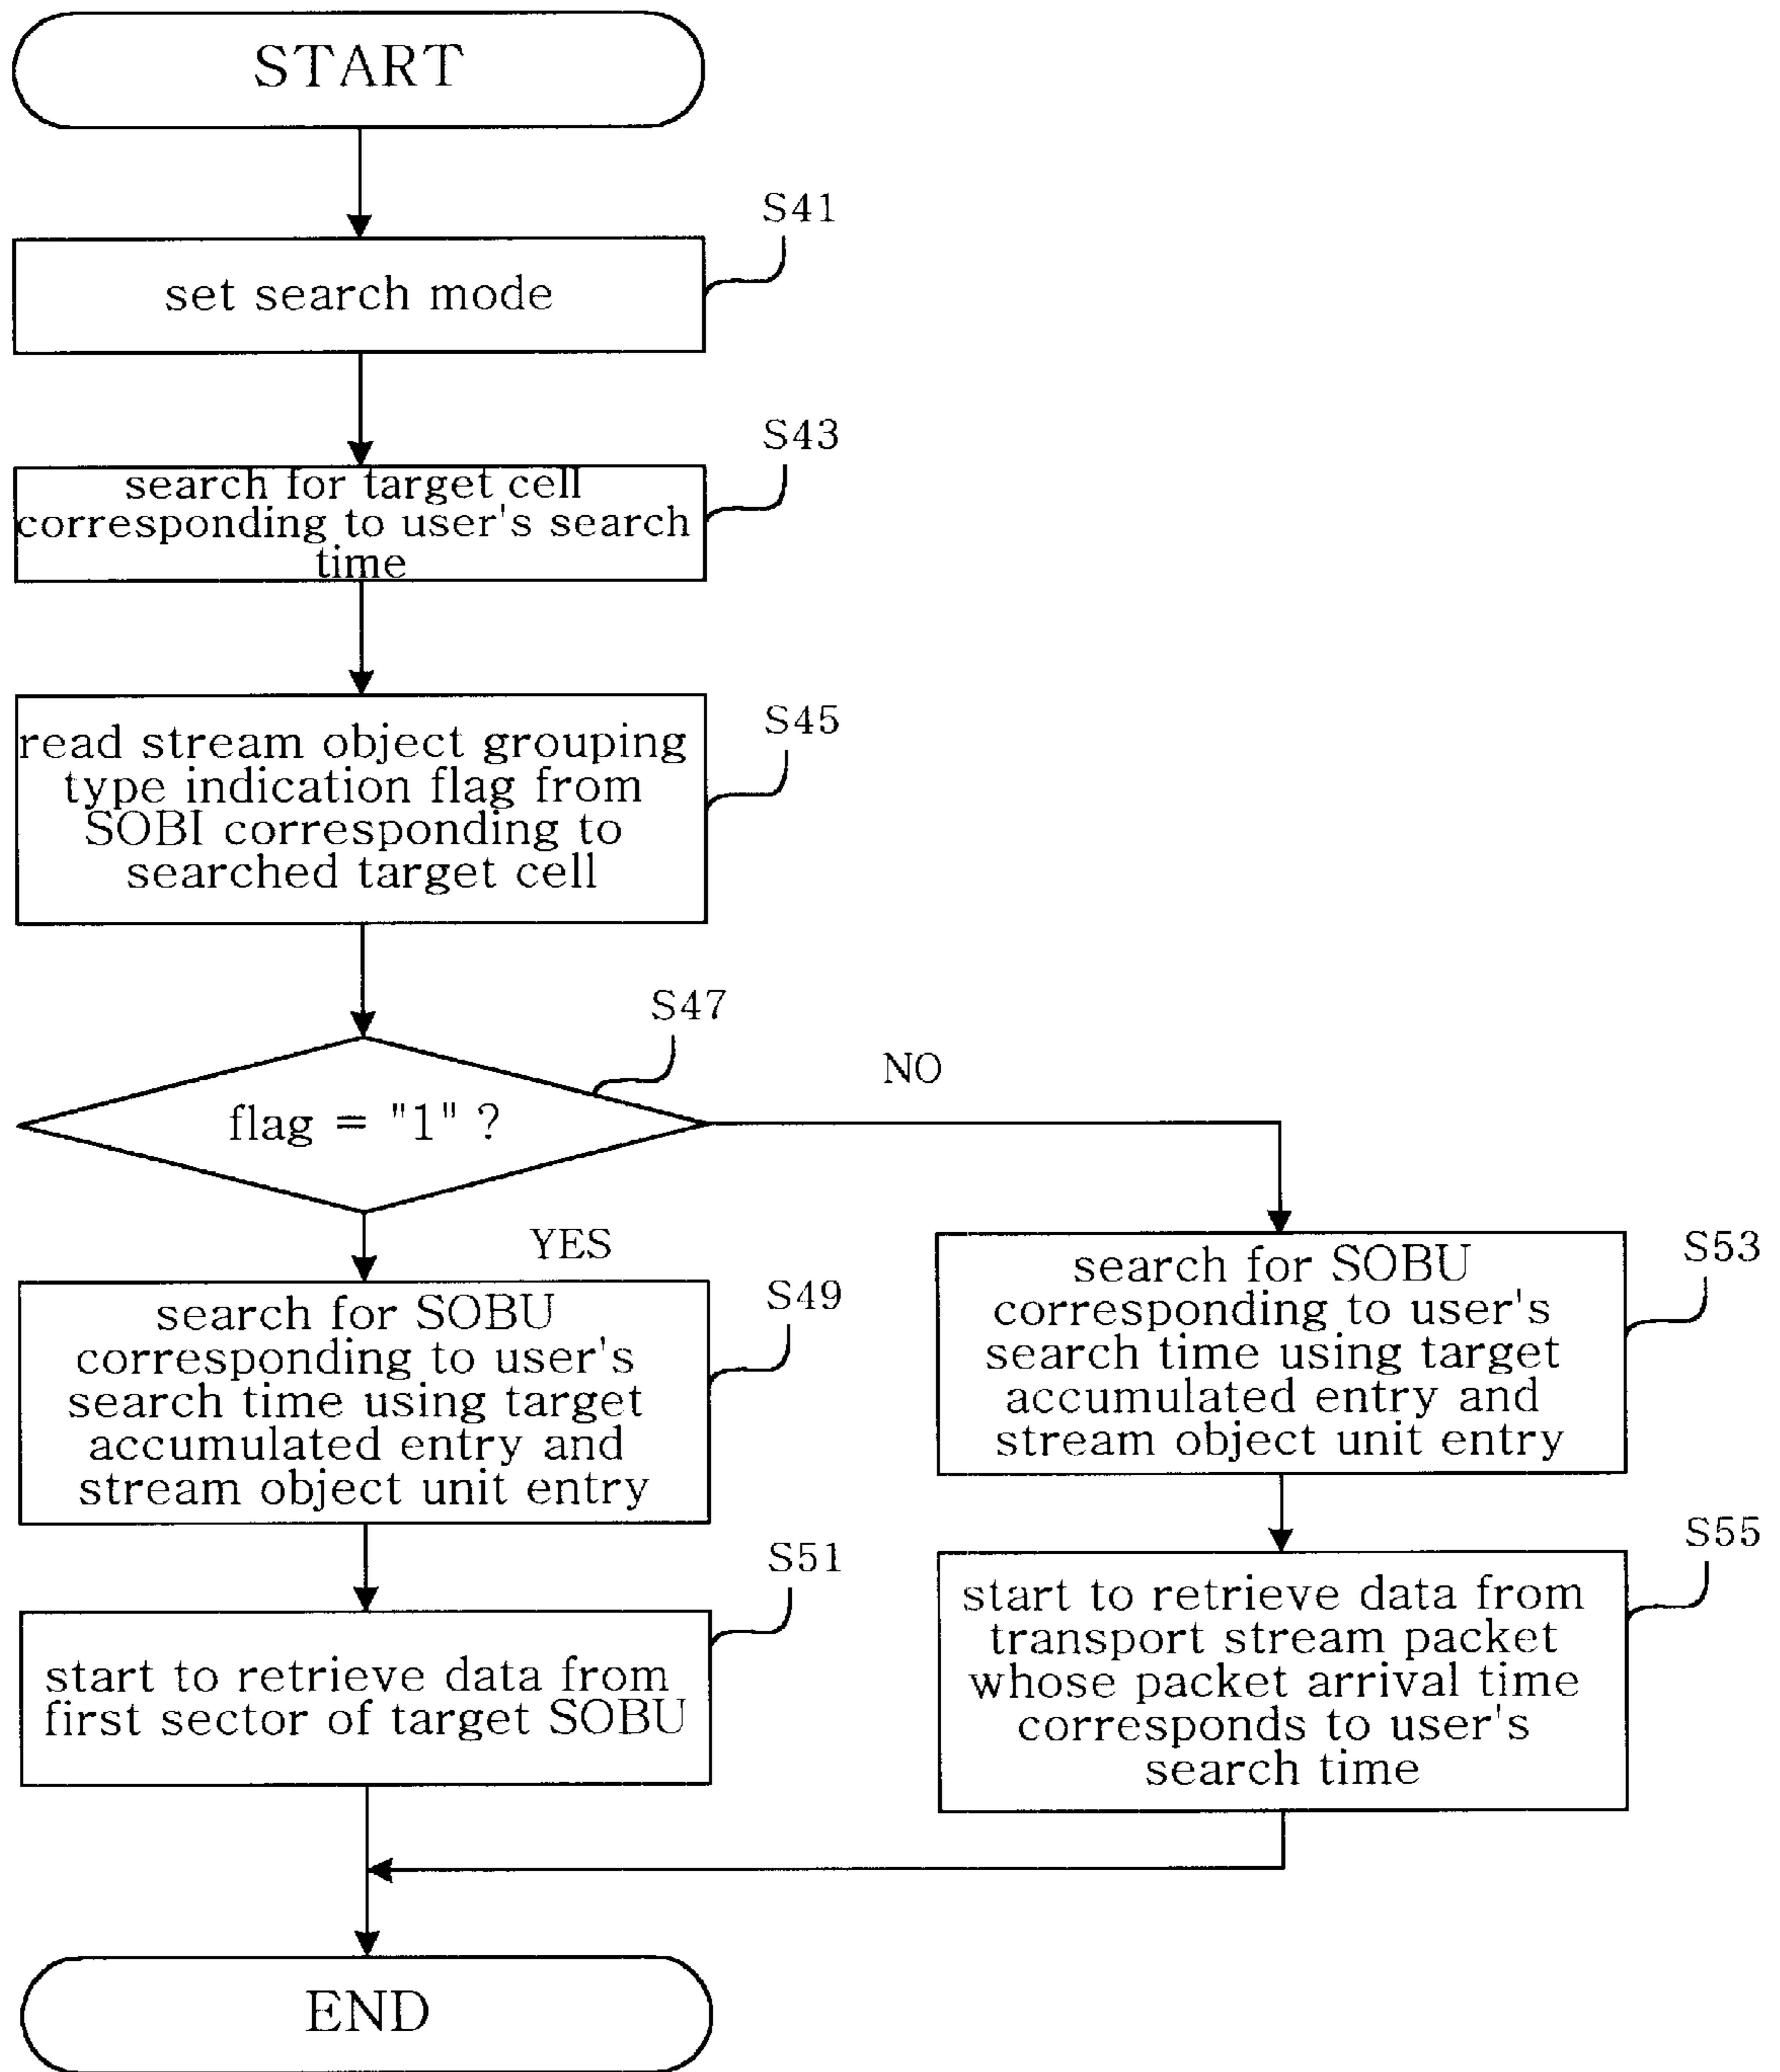 START
S41
set search mode
S43
search for target cell
corresponding to user's search
time
S45
read stream object grouping
type indication flag from
SOBI corresponding to
searched target cell
S47
NO
flag = "1" ?
YES
S49
search for SOBU
corresponding to user's
search time using target
accumulated entry and
stream object unit entry
S53
search for SOBU
corresponding to user's
search time using target
accumulated entry and
stream object unit entry
S51
start to retrieve data from
first sector of target SOBU
S55
start to retrieve data from
transport stream packet
whose packet arrival time
corresponds to user's
search time
END